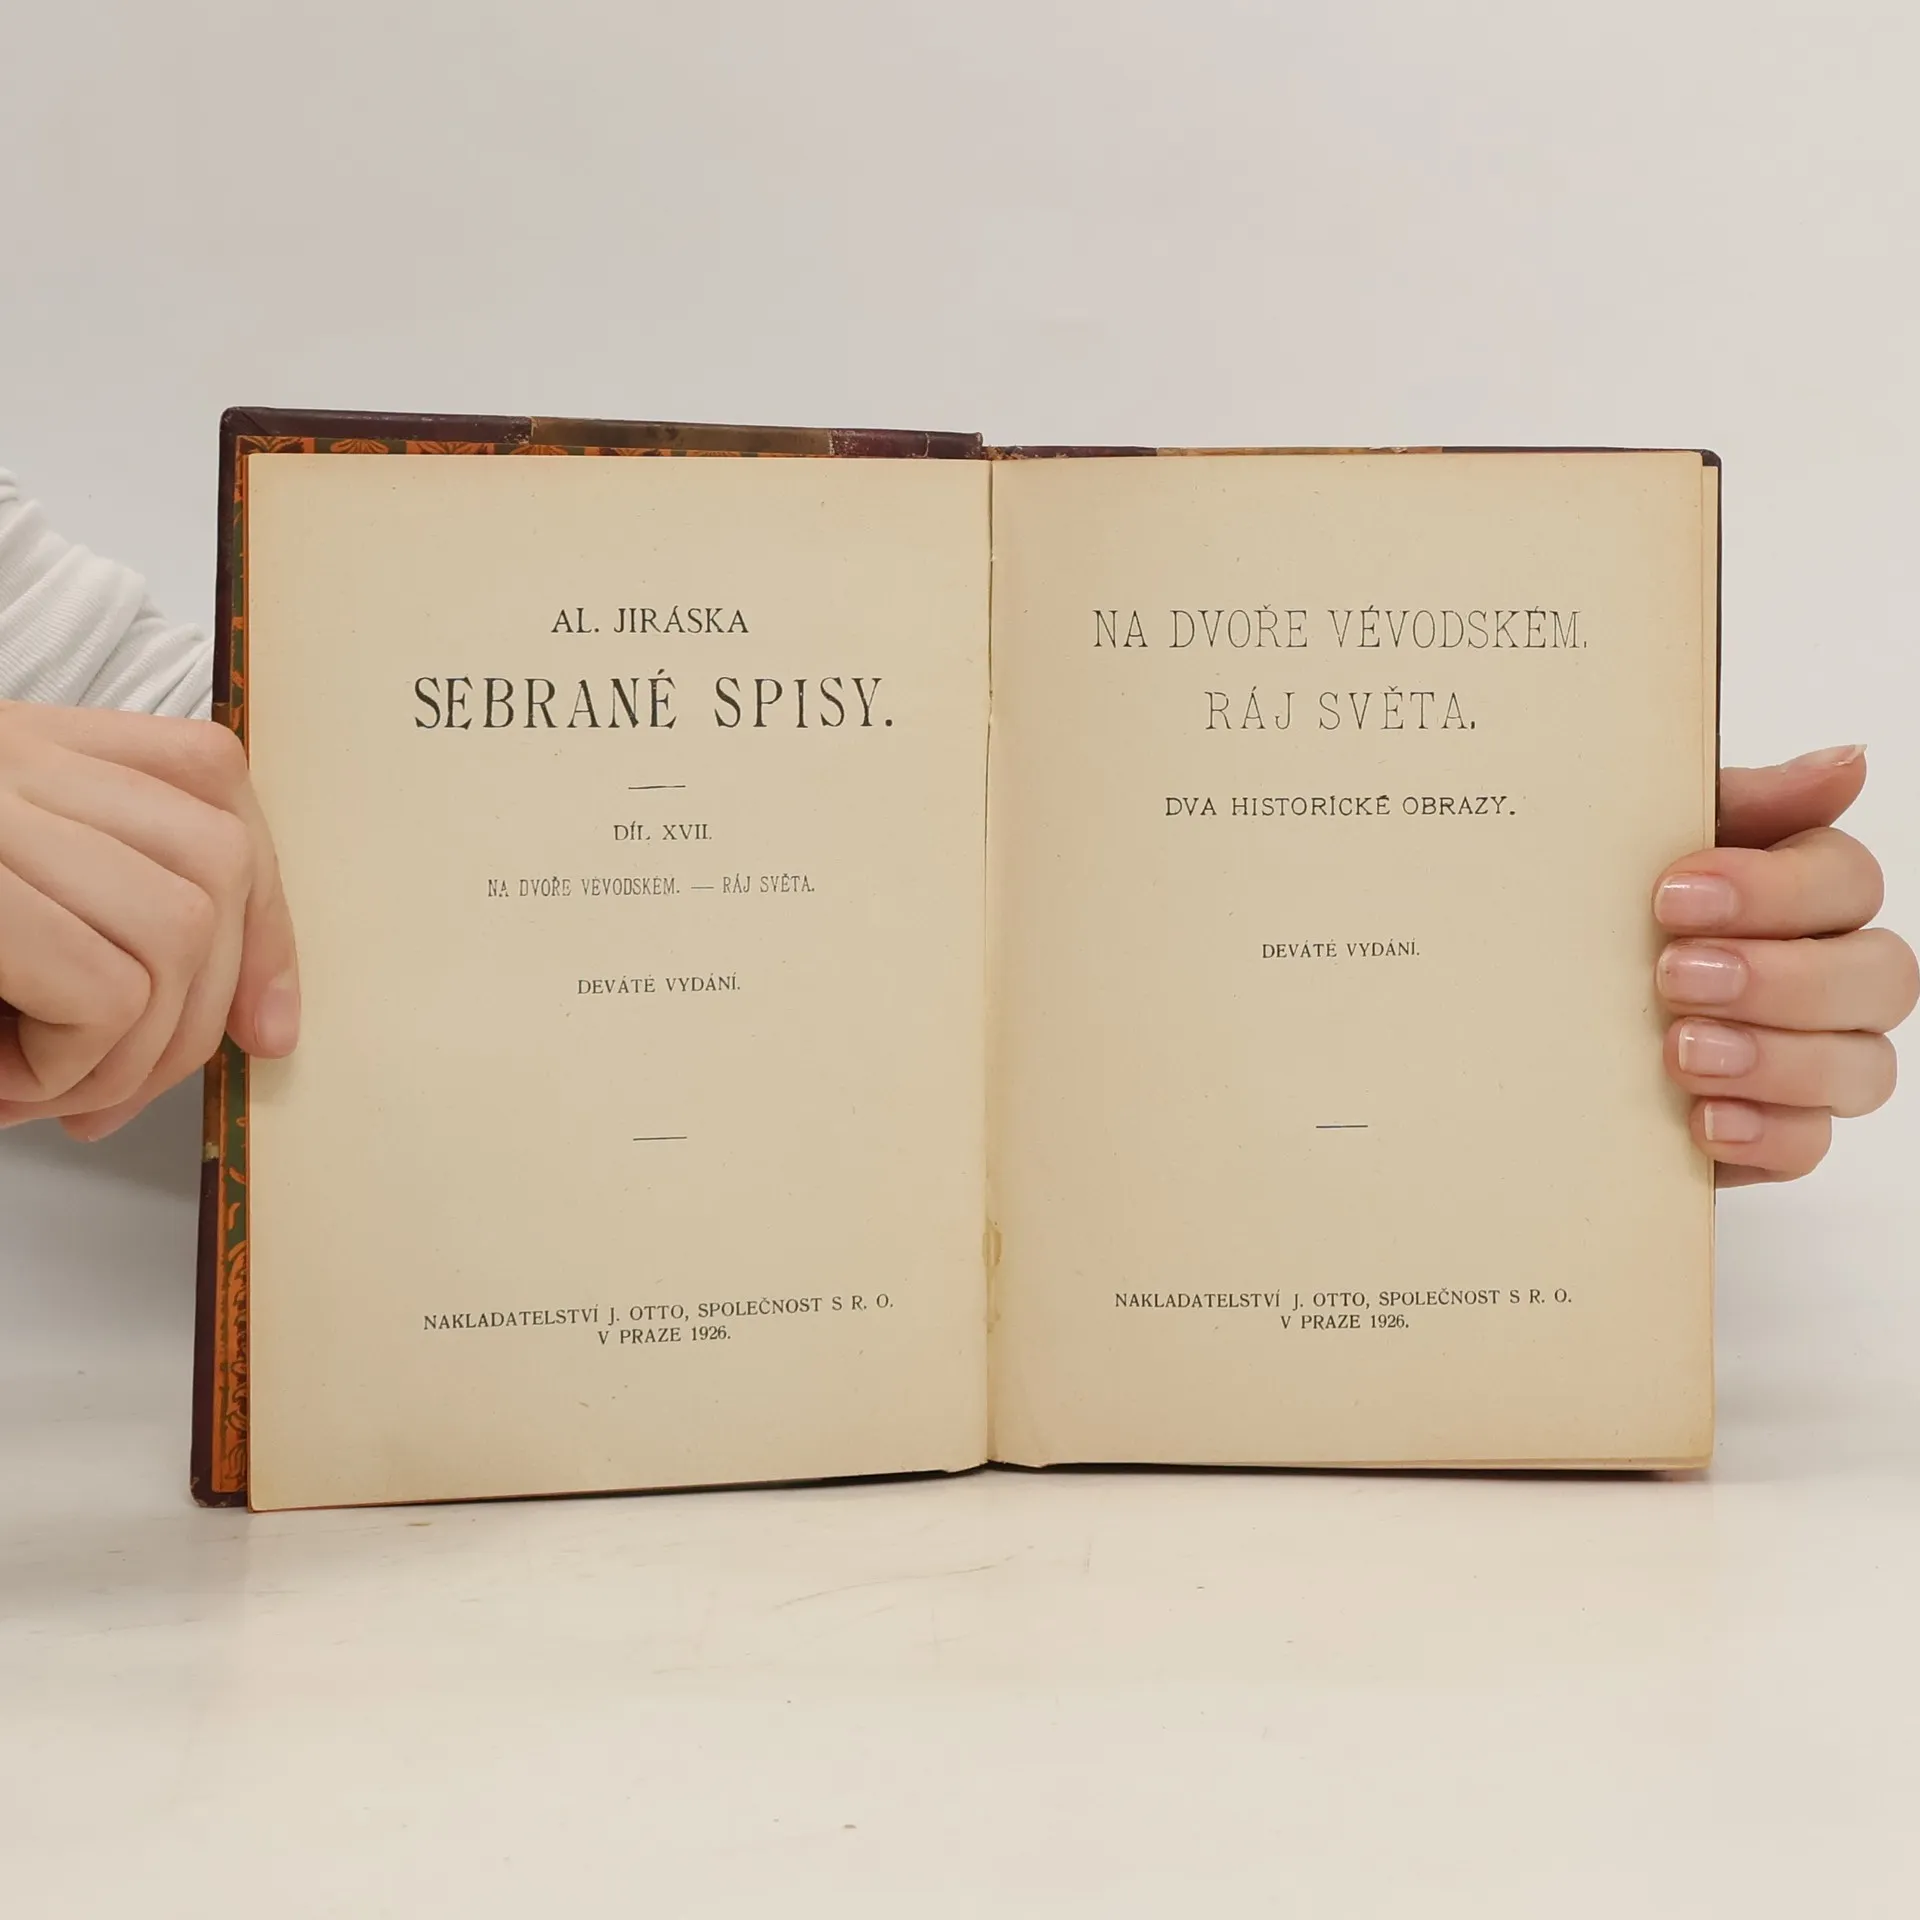 AL. JIRÁSKA
SEBRANÉ SPISY.
DÍL XVII.
NA DVOŘE VÉVODSKÉM. — RÁJ SVĚTA.
DEVÁTÉ VYDÁNÍ.
NAKLADATELSTVÍ J. OTTO, SPOLEČNOST S R. O.
V PRAZE 1926.
NA DVOŘE VÉVODSKÉM.
RÁJ SVĚTA.
DVA HISTORICKÉ OBRAZY.
DEVÁTÉ VYDÁNÍ.
NAKLADATELSTVÍ J. OTTO, SPOLEČNOST S R. O.
V PRAZE 1926.